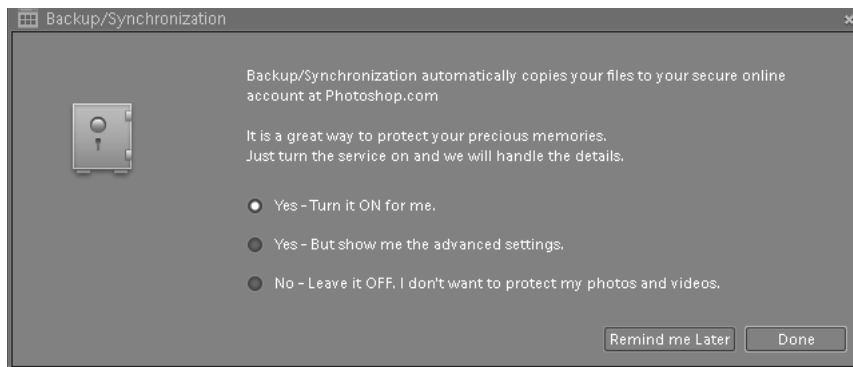 Backup/Synchronization
Backup/Synchronization automatically copies your files to your secure online
account at Photoshop.com
It is a great way to protect your precious memories.
Just turn the service on and we will handle the details.
Yes - Turn it ON for me.
Yes - But show me the advanced settings.
No - Leave it OFF. I don't want to protect my photos and videos.
Remind me Later
Done